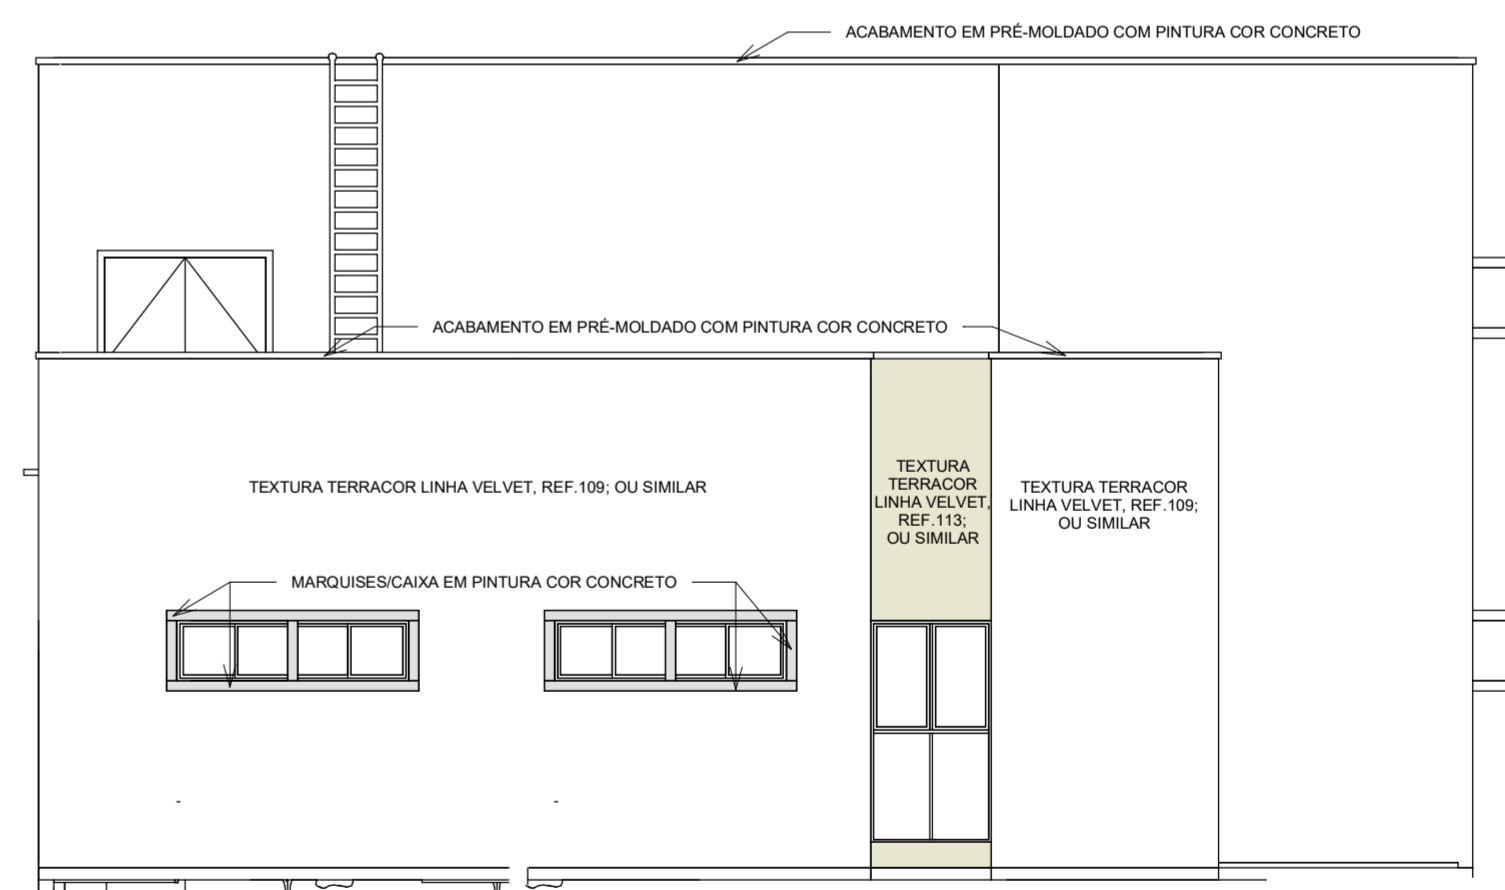 ACABAMENTO EM PRÉ-MOLDADO COM PINTURA COR CONCRETO
ACABAMENTO EM PRÉ-MOLDADO COM PINTURA COR CONCRETO
TEXTURA TERRACOR LINHA VELVET, REF.109; OU SIMILAR
TEXTURA
TERRACOR
LINHA VELVET,
REF.113;
OU SIMILAR
TEXTURA TERRACOR
LINHA VELVET, REF.109;
OU SIMILAR
MARQUISES/CAIXA EM PINTURA COR CONCRETO